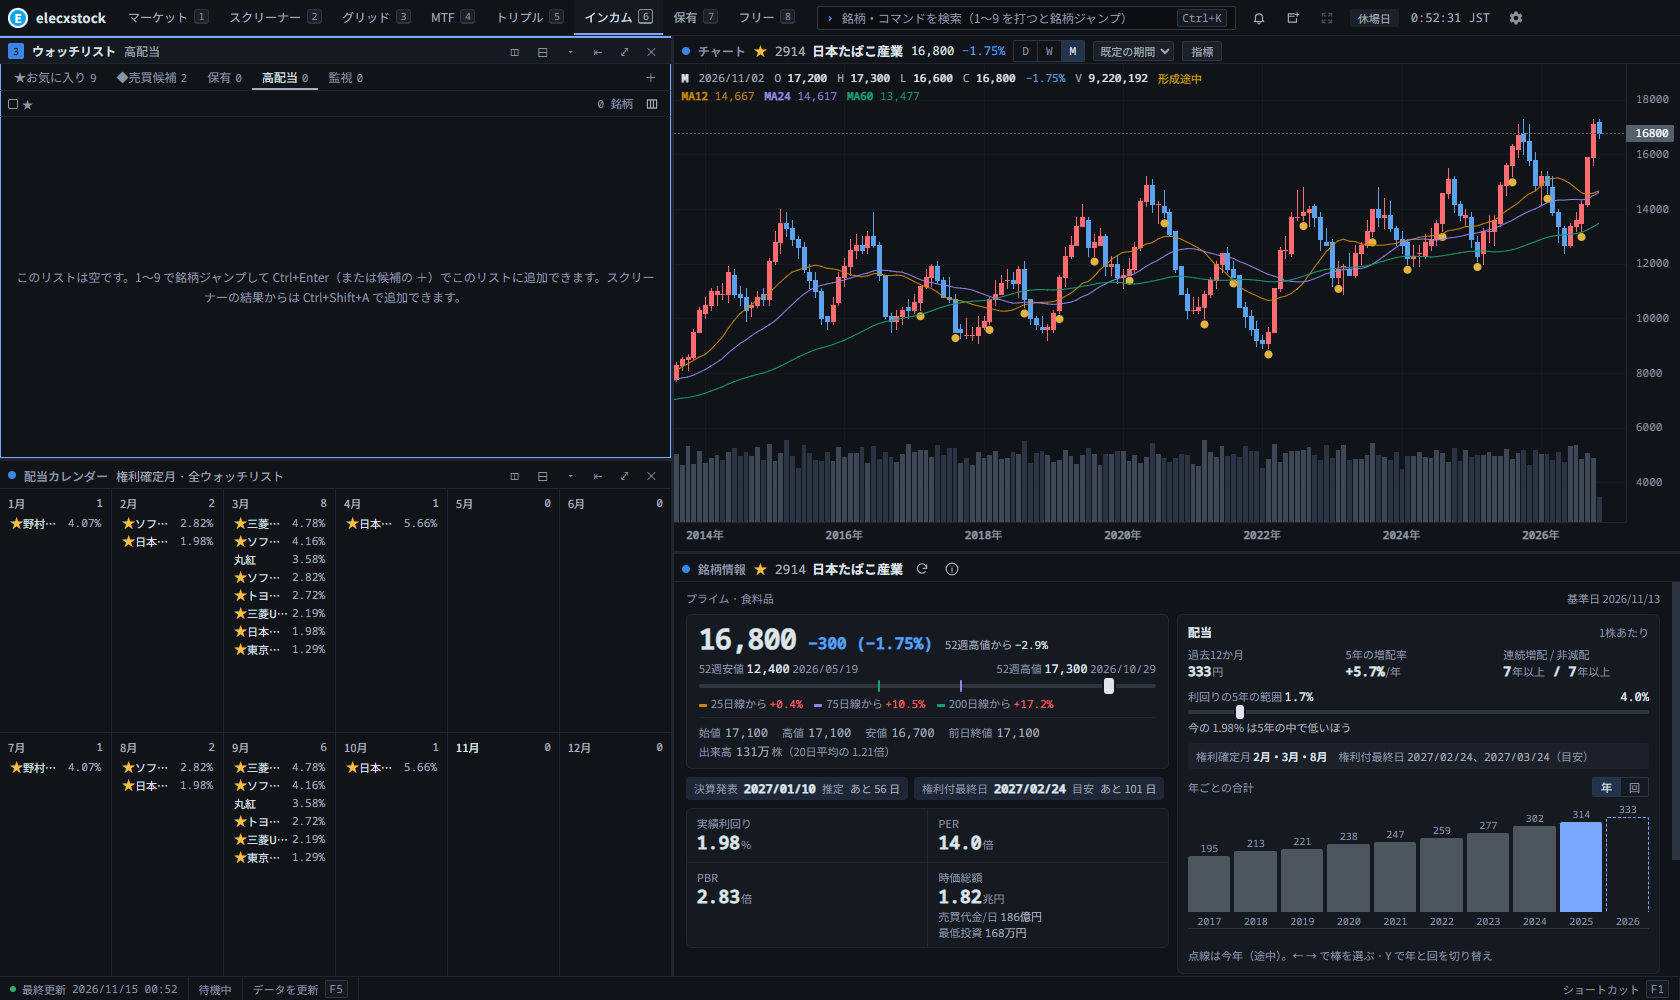 E elecxstock マーケット 1 スクリーナー 2 グリッド 3 MTF 4 トリプル 5 インカム 6 保有 7 フリー 8 › 銘柄・コマンドを検索（1〜9 を打つと銘柄ジャンプ） Ctrl+K 休場日 0:52:31 JST
3 ウォッチリスト 高配当
★お気に入り 9 ◆売買候補 2 保有 0 高配当 0 監視 0 ＋
★ 0 銘柄
このリストは空です。1〜9 で銘柄ジャンプして Ctrl+Enter（または候補の ＋）でこのリストに追加できます。スクリー
ナーの結果からは Ctrl+Shift+A で追加できます。
配当カレンダー 権利確定月 · 全ウォッチリスト
1月 1
★野村… 4.07%
2月 2
★ソフ… 2.82%
★日本… 1.98%
3月 8
★三菱… 4.78%
★ソフ… 4.16%
丸紅 3.58%
★ソフ… 2.82%
★トヨ… 2.72%
★三菱U… 2.19%
★日本… 1.98%
★東京… 1.29%
4月 1
★日本… 5.66%
5月 0
6月 0
7月 1
★野村… 4.07%
8月 2
★ソフ… 2.82%
★日本… 1.98%
9月 6
★三菱… 4.78%
★ソフ… 4.16%
丸紅 3.58%
★トヨ… 2.72%
★三菱U… 2.19%
★東京… 1.29%
10月 1
★日本… 5.66%
11月 0
12月 0
チャート ★ 2914 日本たばこ産業 16,800 −1.75% D W M 既定の期間 指標
M 2026/11/02 O 17,200 H 17,300 L 16,600 C 16,800 −1.75% V 9,220,192 形成途中
MA12 14,667 MA24 14,617 MA60 13,477
18000
16800
16000
14000
12000
10000
8000
6000
4000
2014年 2016年 2018年 2020年 2022年 2024年 2026年
銘柄情報 ★ 2914 日本たばこ産業
プライム · 食料品 基準日 2026/11/13
16,800 −300 (−1.75%) 52週高値から −2.9%
52週安値 12,400 2026/05/19 52週高値 17,300 2026/10/29
25日線から +0.4% 75日線から +10.5% 200日線から +17.2%
始値 17,100 高値 17,100 安値 16,700 前日終値 17,100
出来高 131万 株（20日平均の 1.21倍）
決算発表 2027/01/10 推定 あと 56 日 権利付最終日 2027/02/24 目安 あと 101 日
実績利回り
1.98%
PER
14.0倍
PBR
2.83倍
時価総額
1.82兆円
売買代金/日 186億円
最低投資 168万円
配当 1株あたり
過去12か月 5年の増配率 連続増配 / 非減配
333円 +5.7%/年 7年以上 / 7年以上
利回りの5年の範囲 1.7% 4.0%
今の 1.98% は5年の中で低いほう
権利確定月 2月・3月・8月 権利付最終日 2027/02/24、2027/03/24（目安）
年ごとの合計 年 回
195 213 221 238 247 259 277 302 314 333
2017 2018 2019 2020 2021 2022 2023 2024 2025 2026
点線は今年（途中）。← → で棒を選ぶ · Y で年と回を切り替え
最終更新 2026/11/15 00:52 待機中 データを更新 F5 ショートカット F1